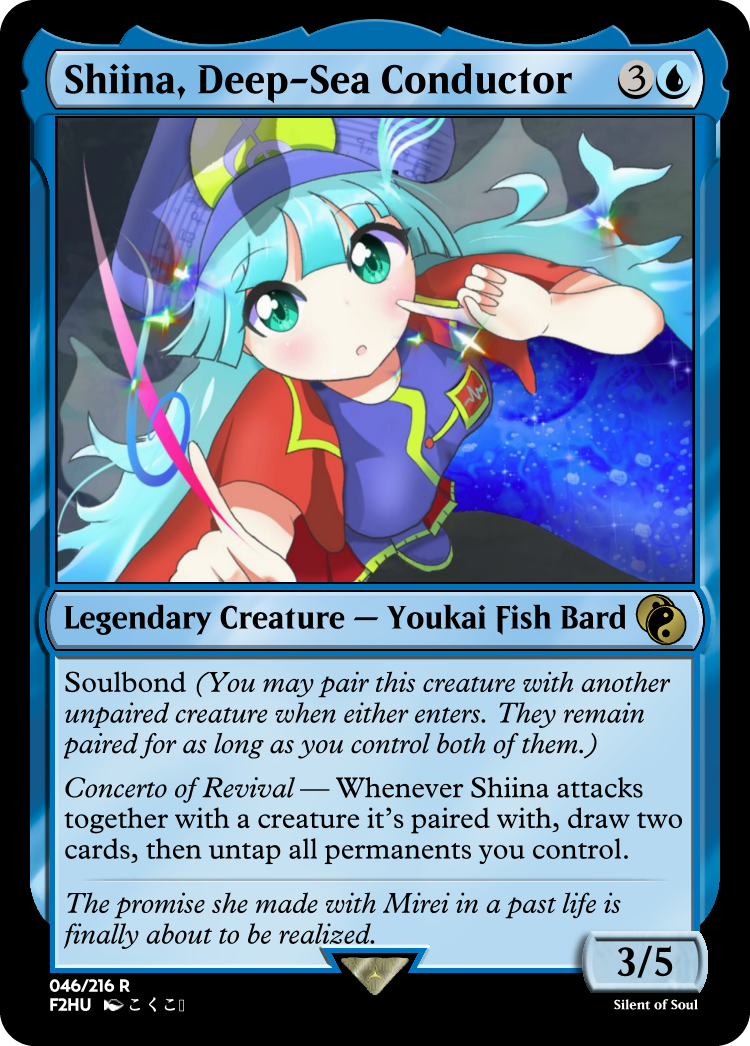 Shiina, Deep-Sea Conductor 3
Legendary Creature — Youkai Fish Bard
Soulbond (You may pair this creature with another
unpaired creature when either enters. They remain
paired for as long as you control both of them.)
Concerto of Revival — Whenever Shiina attacks
together with a creature it's paired with, draw two
cards, then untap all permanents you control.
The promise she made with Mirei in a past life is
finally about to be realized.
3/5
046/216 R
F2HU こくこ
Silent of Soul